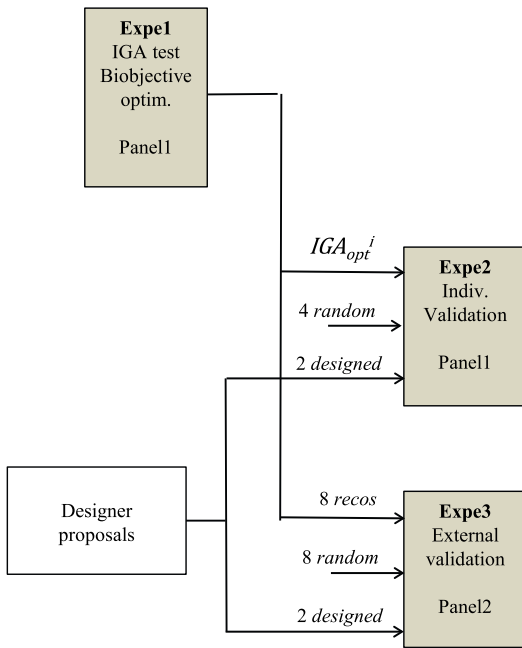 Expe1
IGA test
Biobjective
optim.
Panel1
IGA_opt^i
4 random
2 designed
Expe2
Indiv.
Validation
Panel1
Designer
proposals
8 recos
8 random
2 designed
Expe3
External
validation
Panel2